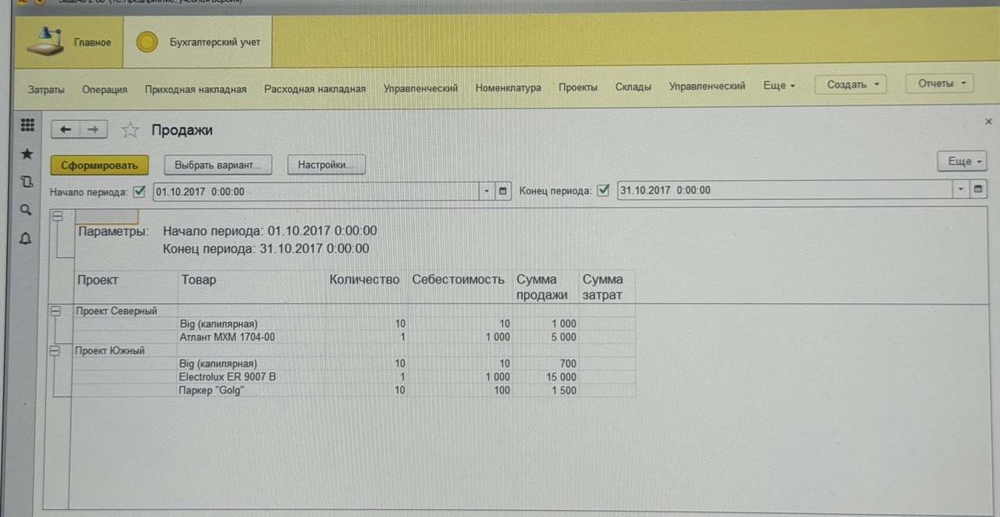 Задача 2 08 (1С:Предприятие, учебная версия)
Главное
Бухгалтерский учет
Затраты Операция Приходная накладная Расходная накладная Управленческий Номенклатура Проекты Склады Управленческий Еще Создать Отчеты
Продажи
Сформировать Выбрать вариант... Настройки... Еще
Начало периода: 01.10.2017 0:00:00 Конец периода: 31.10.2017 0:00:00
Параметры: Начало периода: 01.10.2017 0:00:00
Конец периода: 31.10.2017 0:00:00
Проект Товар Количество Себестоимость Сумма Сумма
продажи затрат
Проект Северный
Big (капилярная) 10 10 1 000
Атлант МХМ 1704-00 1 1 000 5 000
Проект Южный
Big (капилярная) 10 10 700
Electrolux ER 9007 B 1 1 000 15 000
Паркер "Golg" 10 100 1 500